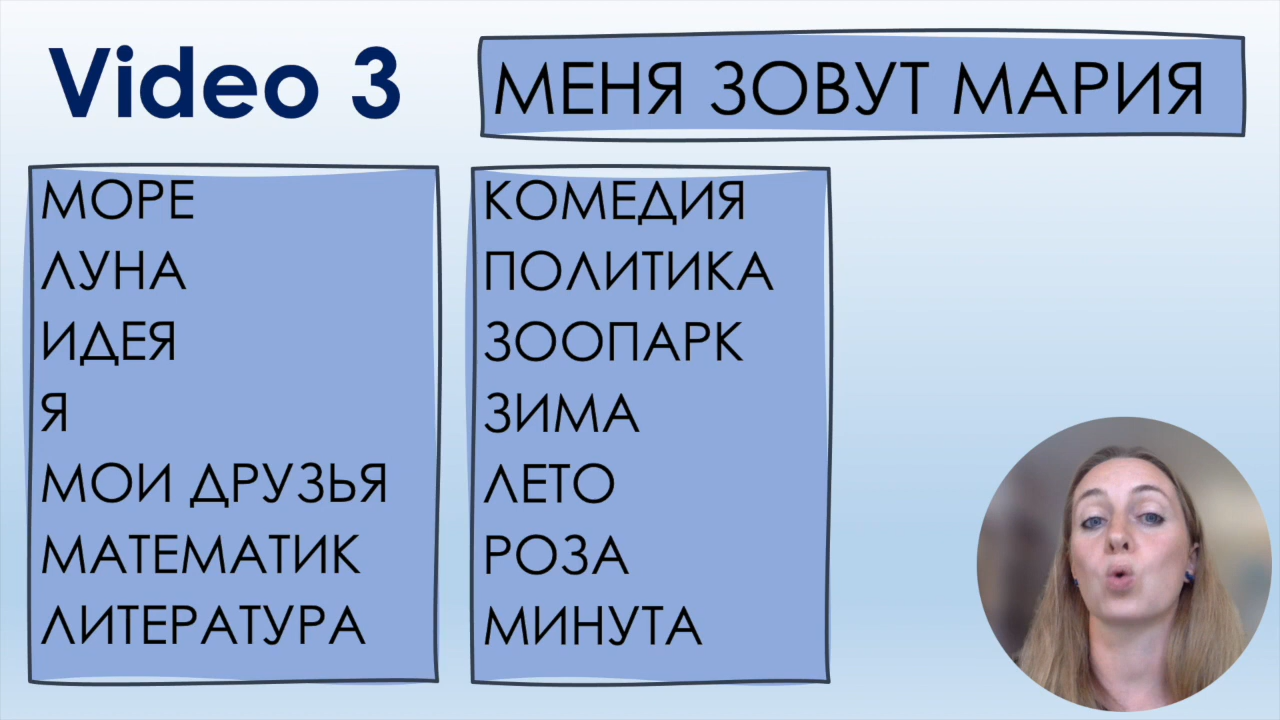 Video 3
МЕНЯ ЗОВУТ МАРИЯ
МОРЕ
ЛУНА
ИДЕЯ
Я
МОИ ДРУЗЬЯ
МАТЕМАТИК
ЛИТЕРАТУРА
КОМЕДИЯ
ПОЛИТИКА
ЗООПАРК
ЗИМА
ЛЕТО
РОЗА
МИНУТА